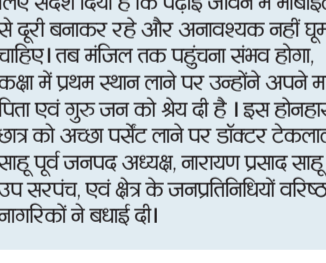 लिए संदेश दिया है कि पढ़ाई जीवन में मोबाईल
से दूरी बनाकर रहे और अनावश्यक नहीं घूम
चाहिए। तब मंजिल तक पहुंचना संभव होगा,
कक्षा में प्रथम स्थान लाने पर उन्होंने अपने म
पिता एवं गुरु जन को श्रेय दी है । इस होनहा
छात्र को अच्छा पर्सेंट लाने पर डॉक्टर टेकला
साहू पूर्व जनपद अध्यक्ष, नारायण प्रसाद साहू
उप सरपंच, एवं क्षेत्र के जनप्रतिनिधियों वरिष्ठ
नागरिकों ने बधाई दी।